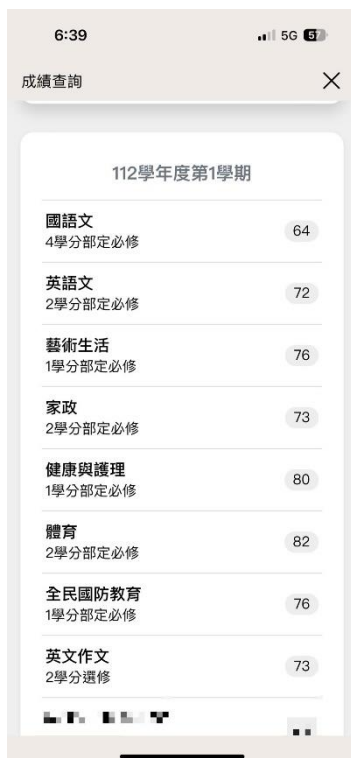 6:39
5G 57
成績查詢
112學年度第1學期
國語文
4學分部定必修
64
英語文
2學分部定必修
72
藝術生活
1學分部定必修
76
家政
2學分部定必修
73
健康與護理
1學分部定必修
80
體育
2學分部定必修
82
全民國防教育
1學分部定必修
76
英文作文
2學分選修
73